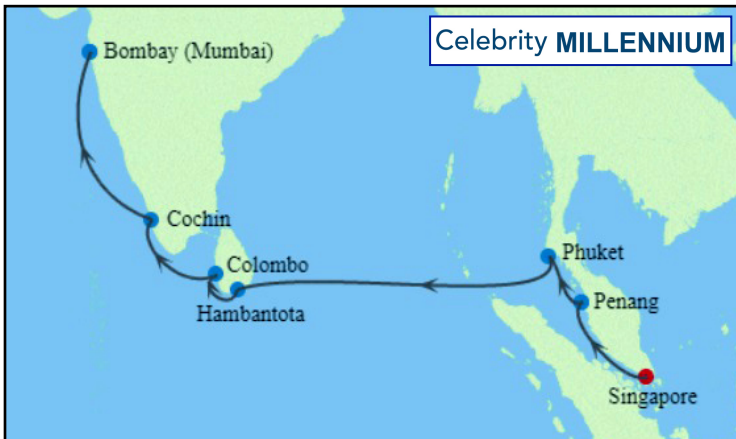 Celebrity MILLENNIUM
Bombay (Mumbai)
Cochin
Colombo
Hambantota
Phuket
Penang
Singapore